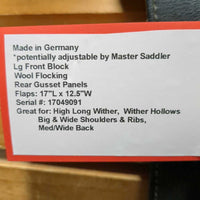 Made in Germany
*potentially adjustable by Master Saddler
Lg Front Block
Wool Flocking
Rear Gusset Panels
Flaps: 17"L x 12.5"W
Serial #: 17049091
Great for: High Long Wither, Wither Hollows
Big & Wide Shoulders & Ribs,
Med/Wide Back